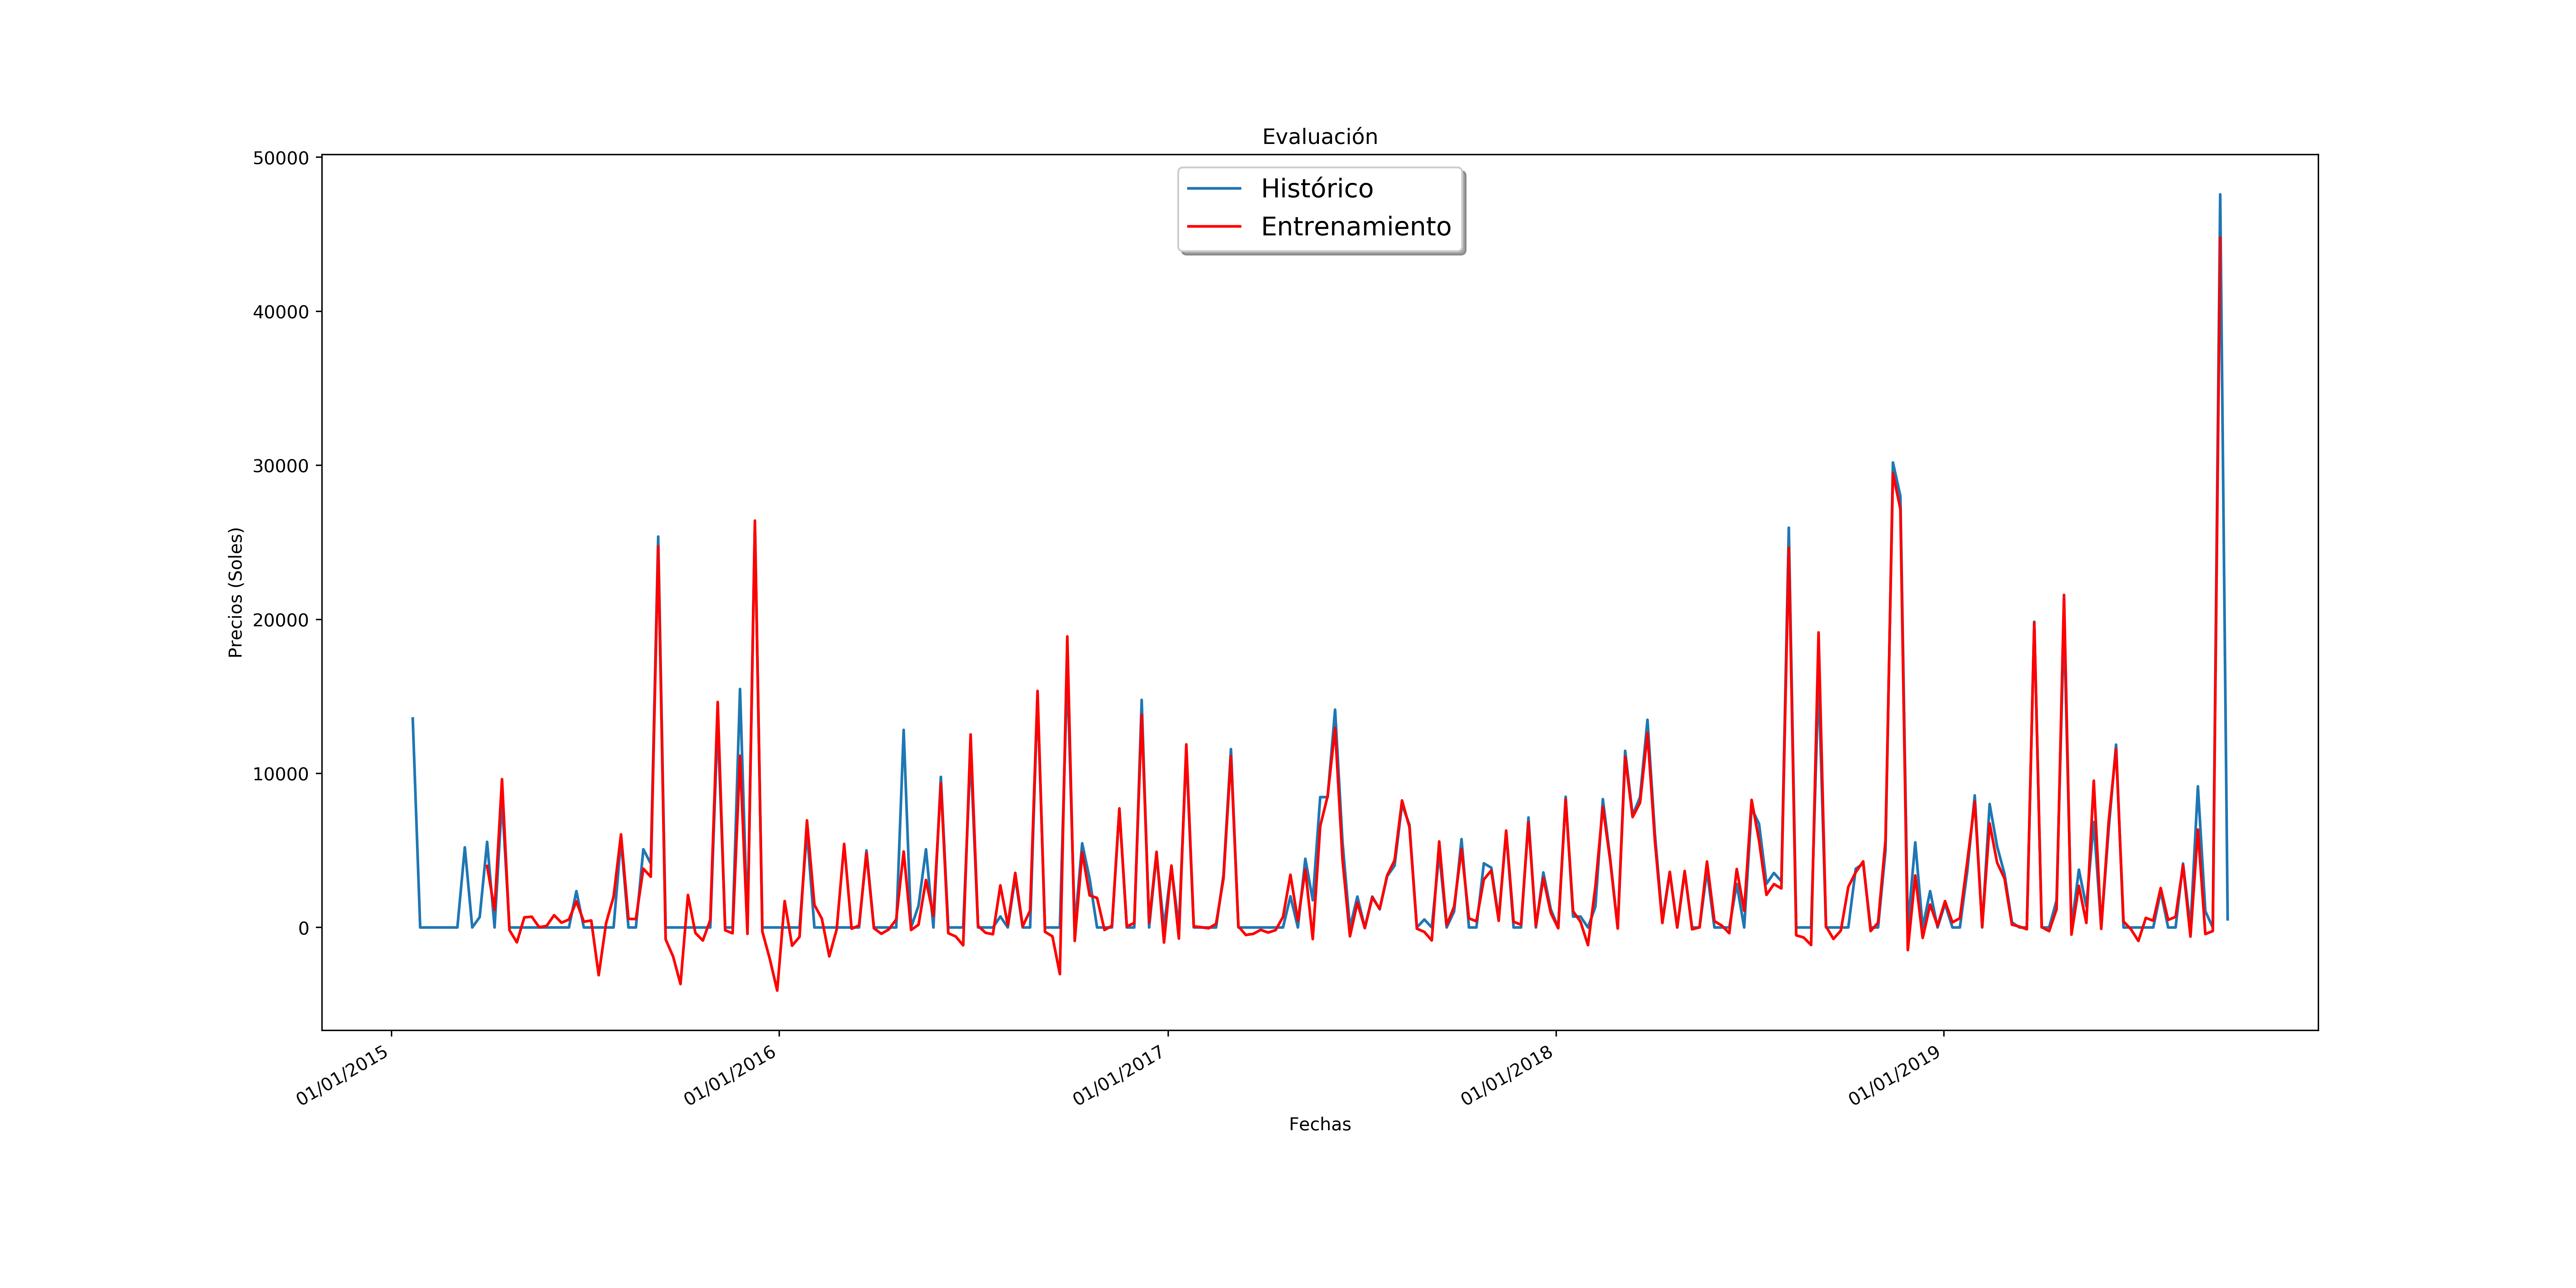 Evaluación
Histórico
Entrenamiento
50000
40000
30000
20000
10000
0
Precios (Soles)
01/01/2015
01/01/2016
01/01/2017
01/01/2018
01/01/2019
Fechas